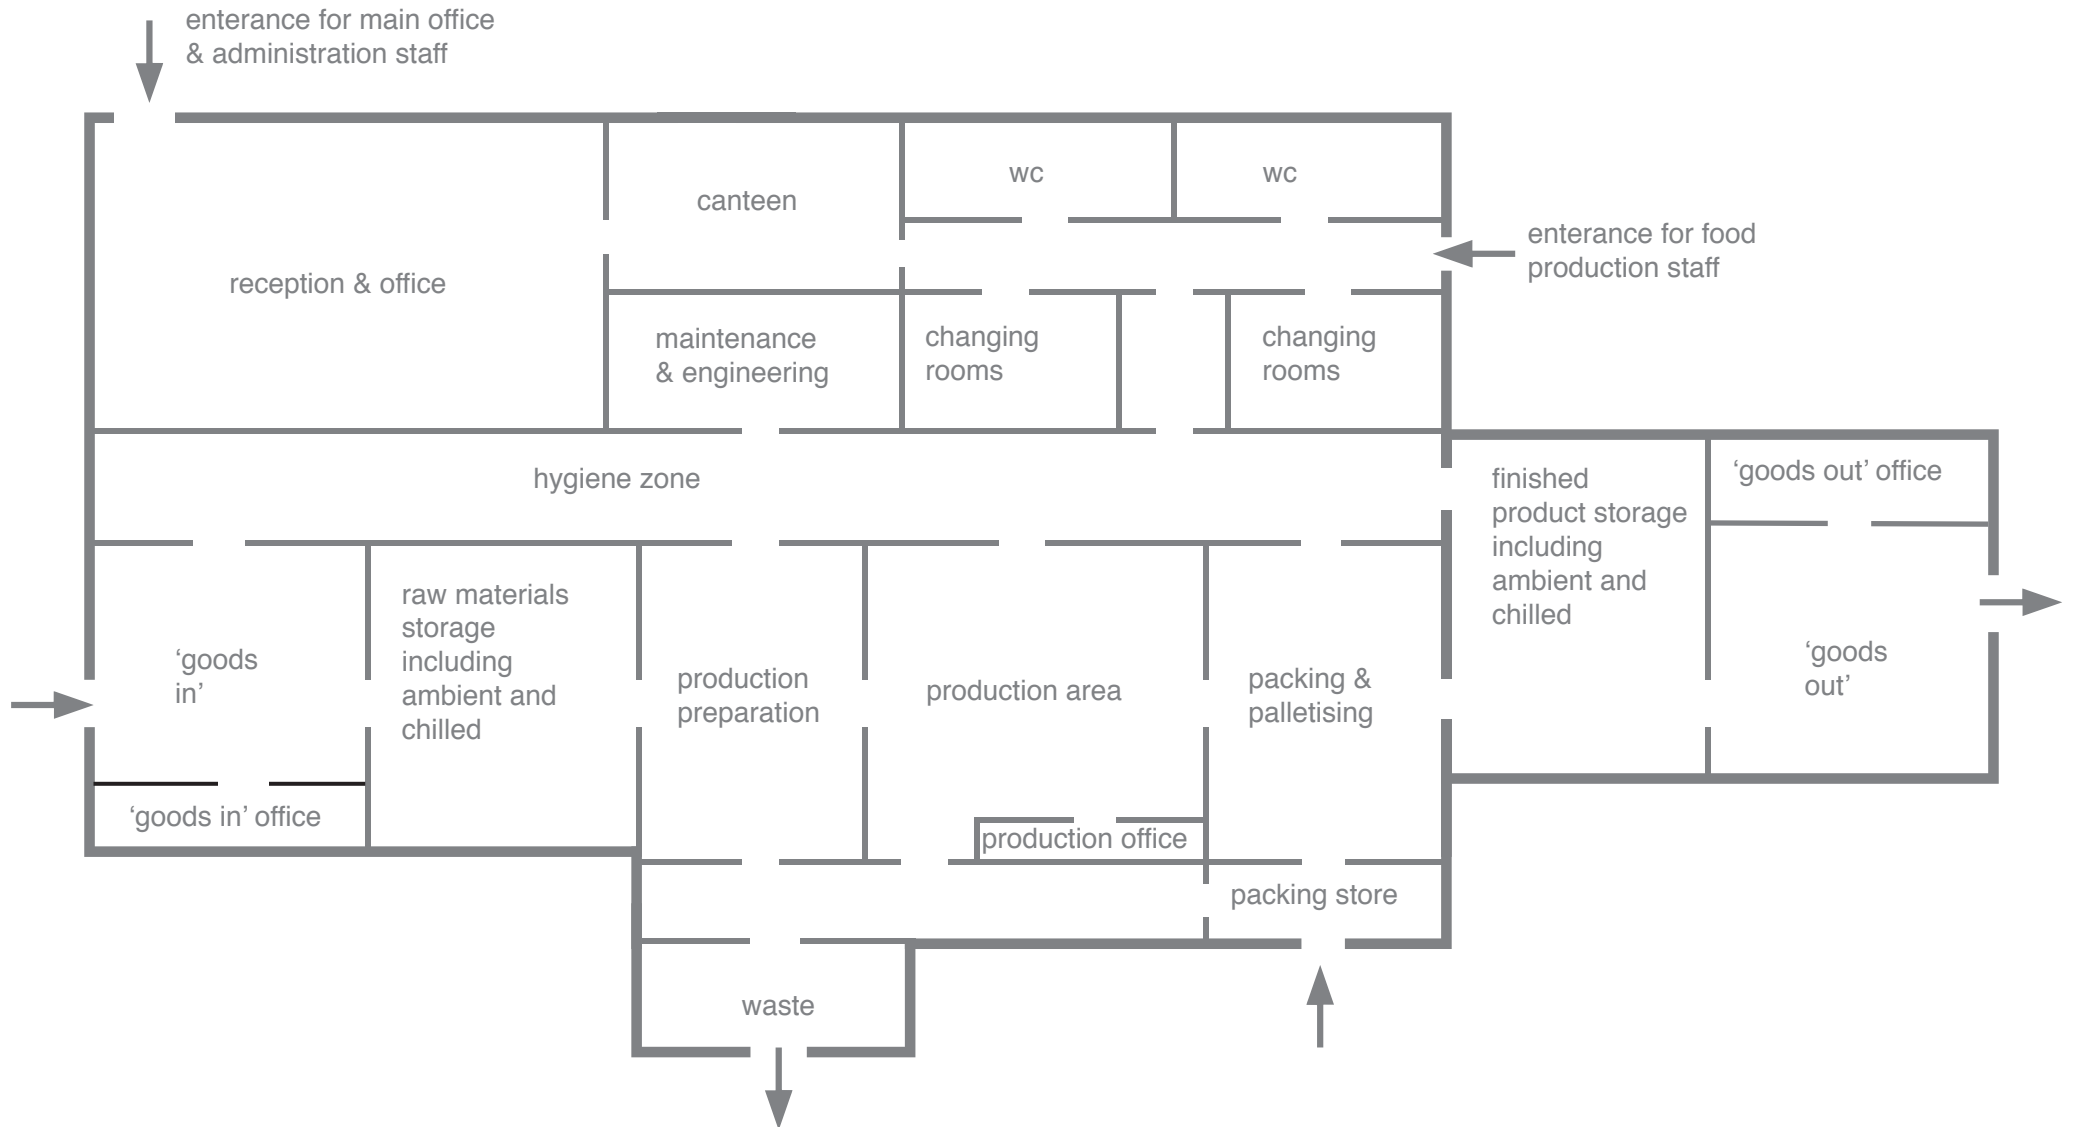 enterance for main office
& administration staff
wc
wc
canteen
enterance for food
production staff
reception & office
maintenance
& engineering
changing
rooms
changing
rooms
hygiene zone
finished
product storage
including
ambient and
chilled
‘goods out’ office
‘goods
in’
raw materials
storage
including
ambient and
chilled
production
preparation
production area
packing &
palletising
‘goods
out’
‘goods in’ office
production office
packing store
waste